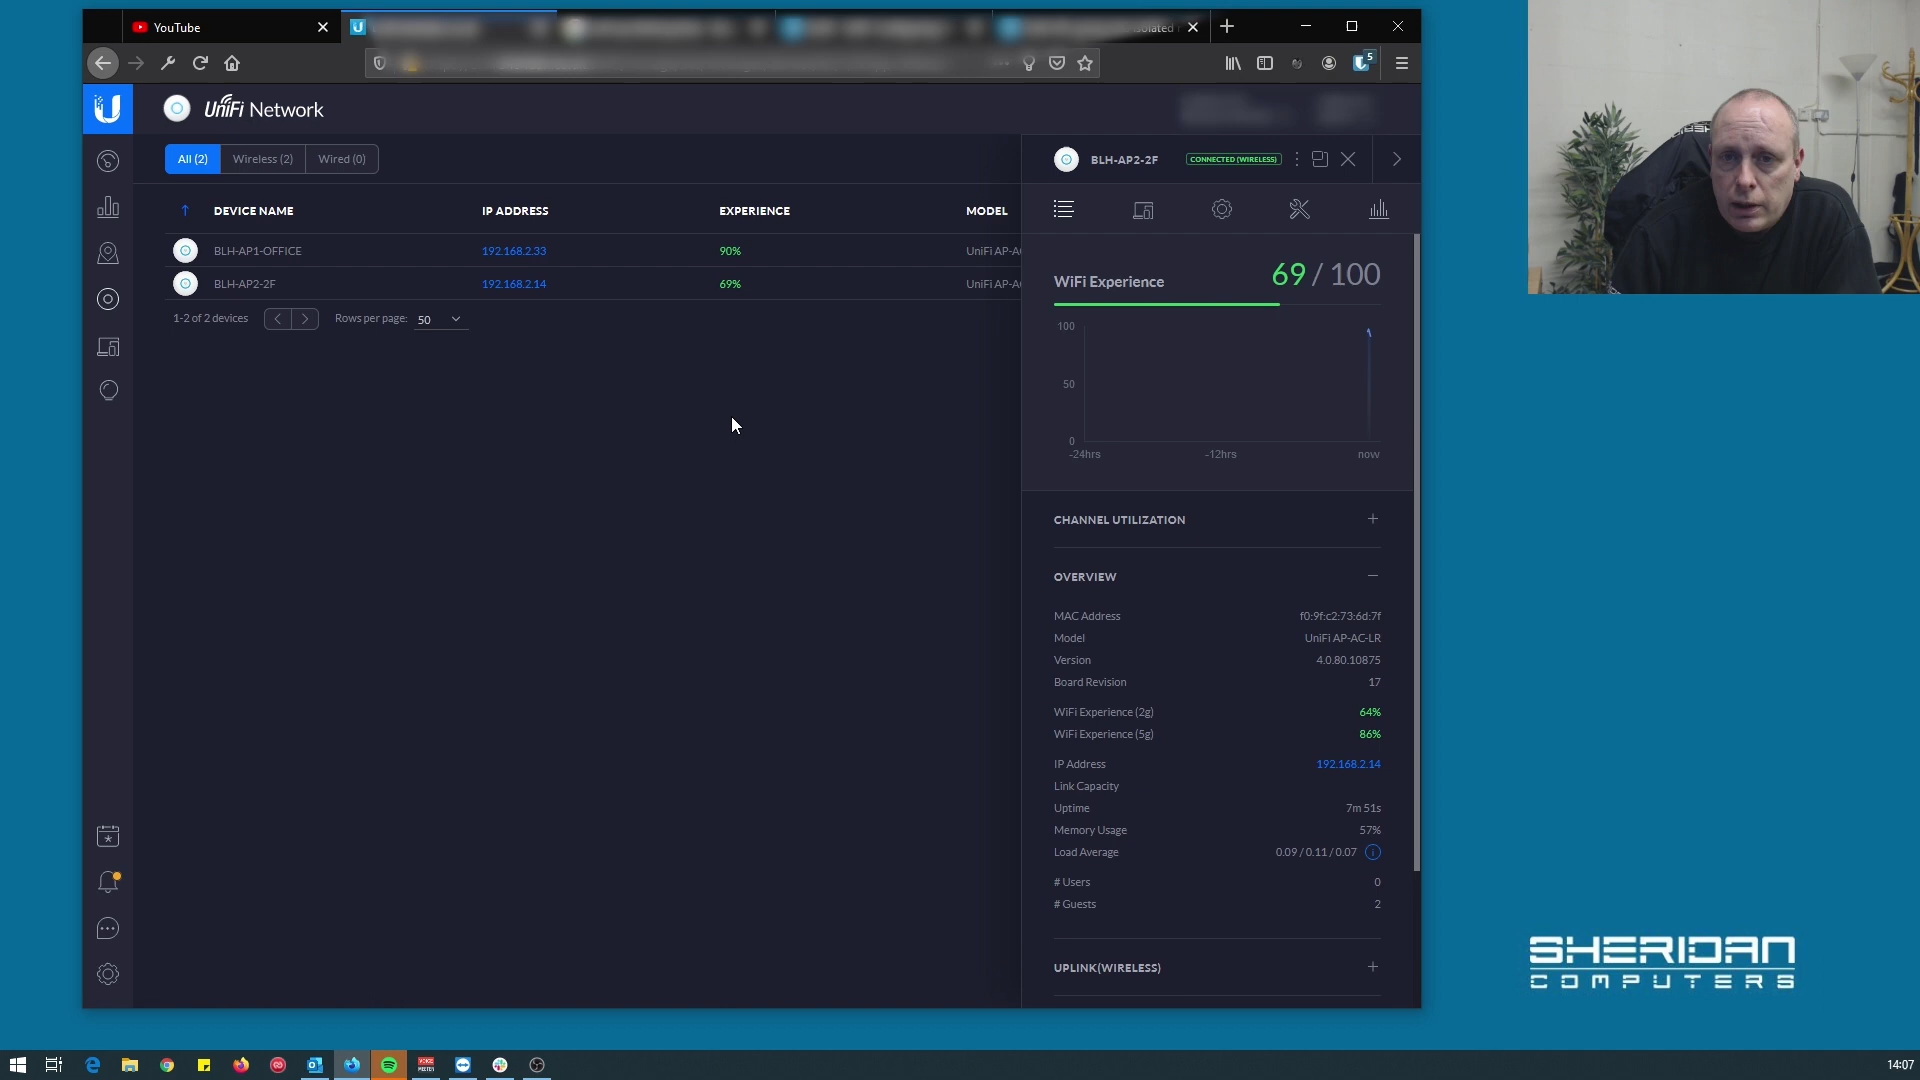 YouTube
5
UniFi Network
All (2) Wireless (2) Wired (0)
DEVICE NAME IP ADDRESS EXPERIENCE MODEL
BLH-AP1-OFFICE 192.168.2.33 90% UniFi AP-A
BLH-AP2-2F 192.168.2.14 69% UniFi AP-A
1-2 of 2 devices Rows per page: 50
BLH-AP2-2F CONNECTED (WIRELESS)
WiFi Experience 69 / 100
100
50
0
-24hrs -12hrs now
CHANNEL UTILIZATION
OVERVIEW
MAC Address f0:9f:c2:73:6d:7f
Model UniFi AP-AC-LR
Version 4.0.80.10875
Board Revision 17
WiFi Experience (2g) 64%
WiFi Experience (5g) 86%
IP Address 192.168.2.14
Link Capacity
Uptime 7m 51s
Memory Usage 57%
Load Average 0.09 / 0.11 / 0.07
# Users 0
# Guests 2
UPLINK(WIRELESS)
SHERIDAN
COMPUTERS
14:07